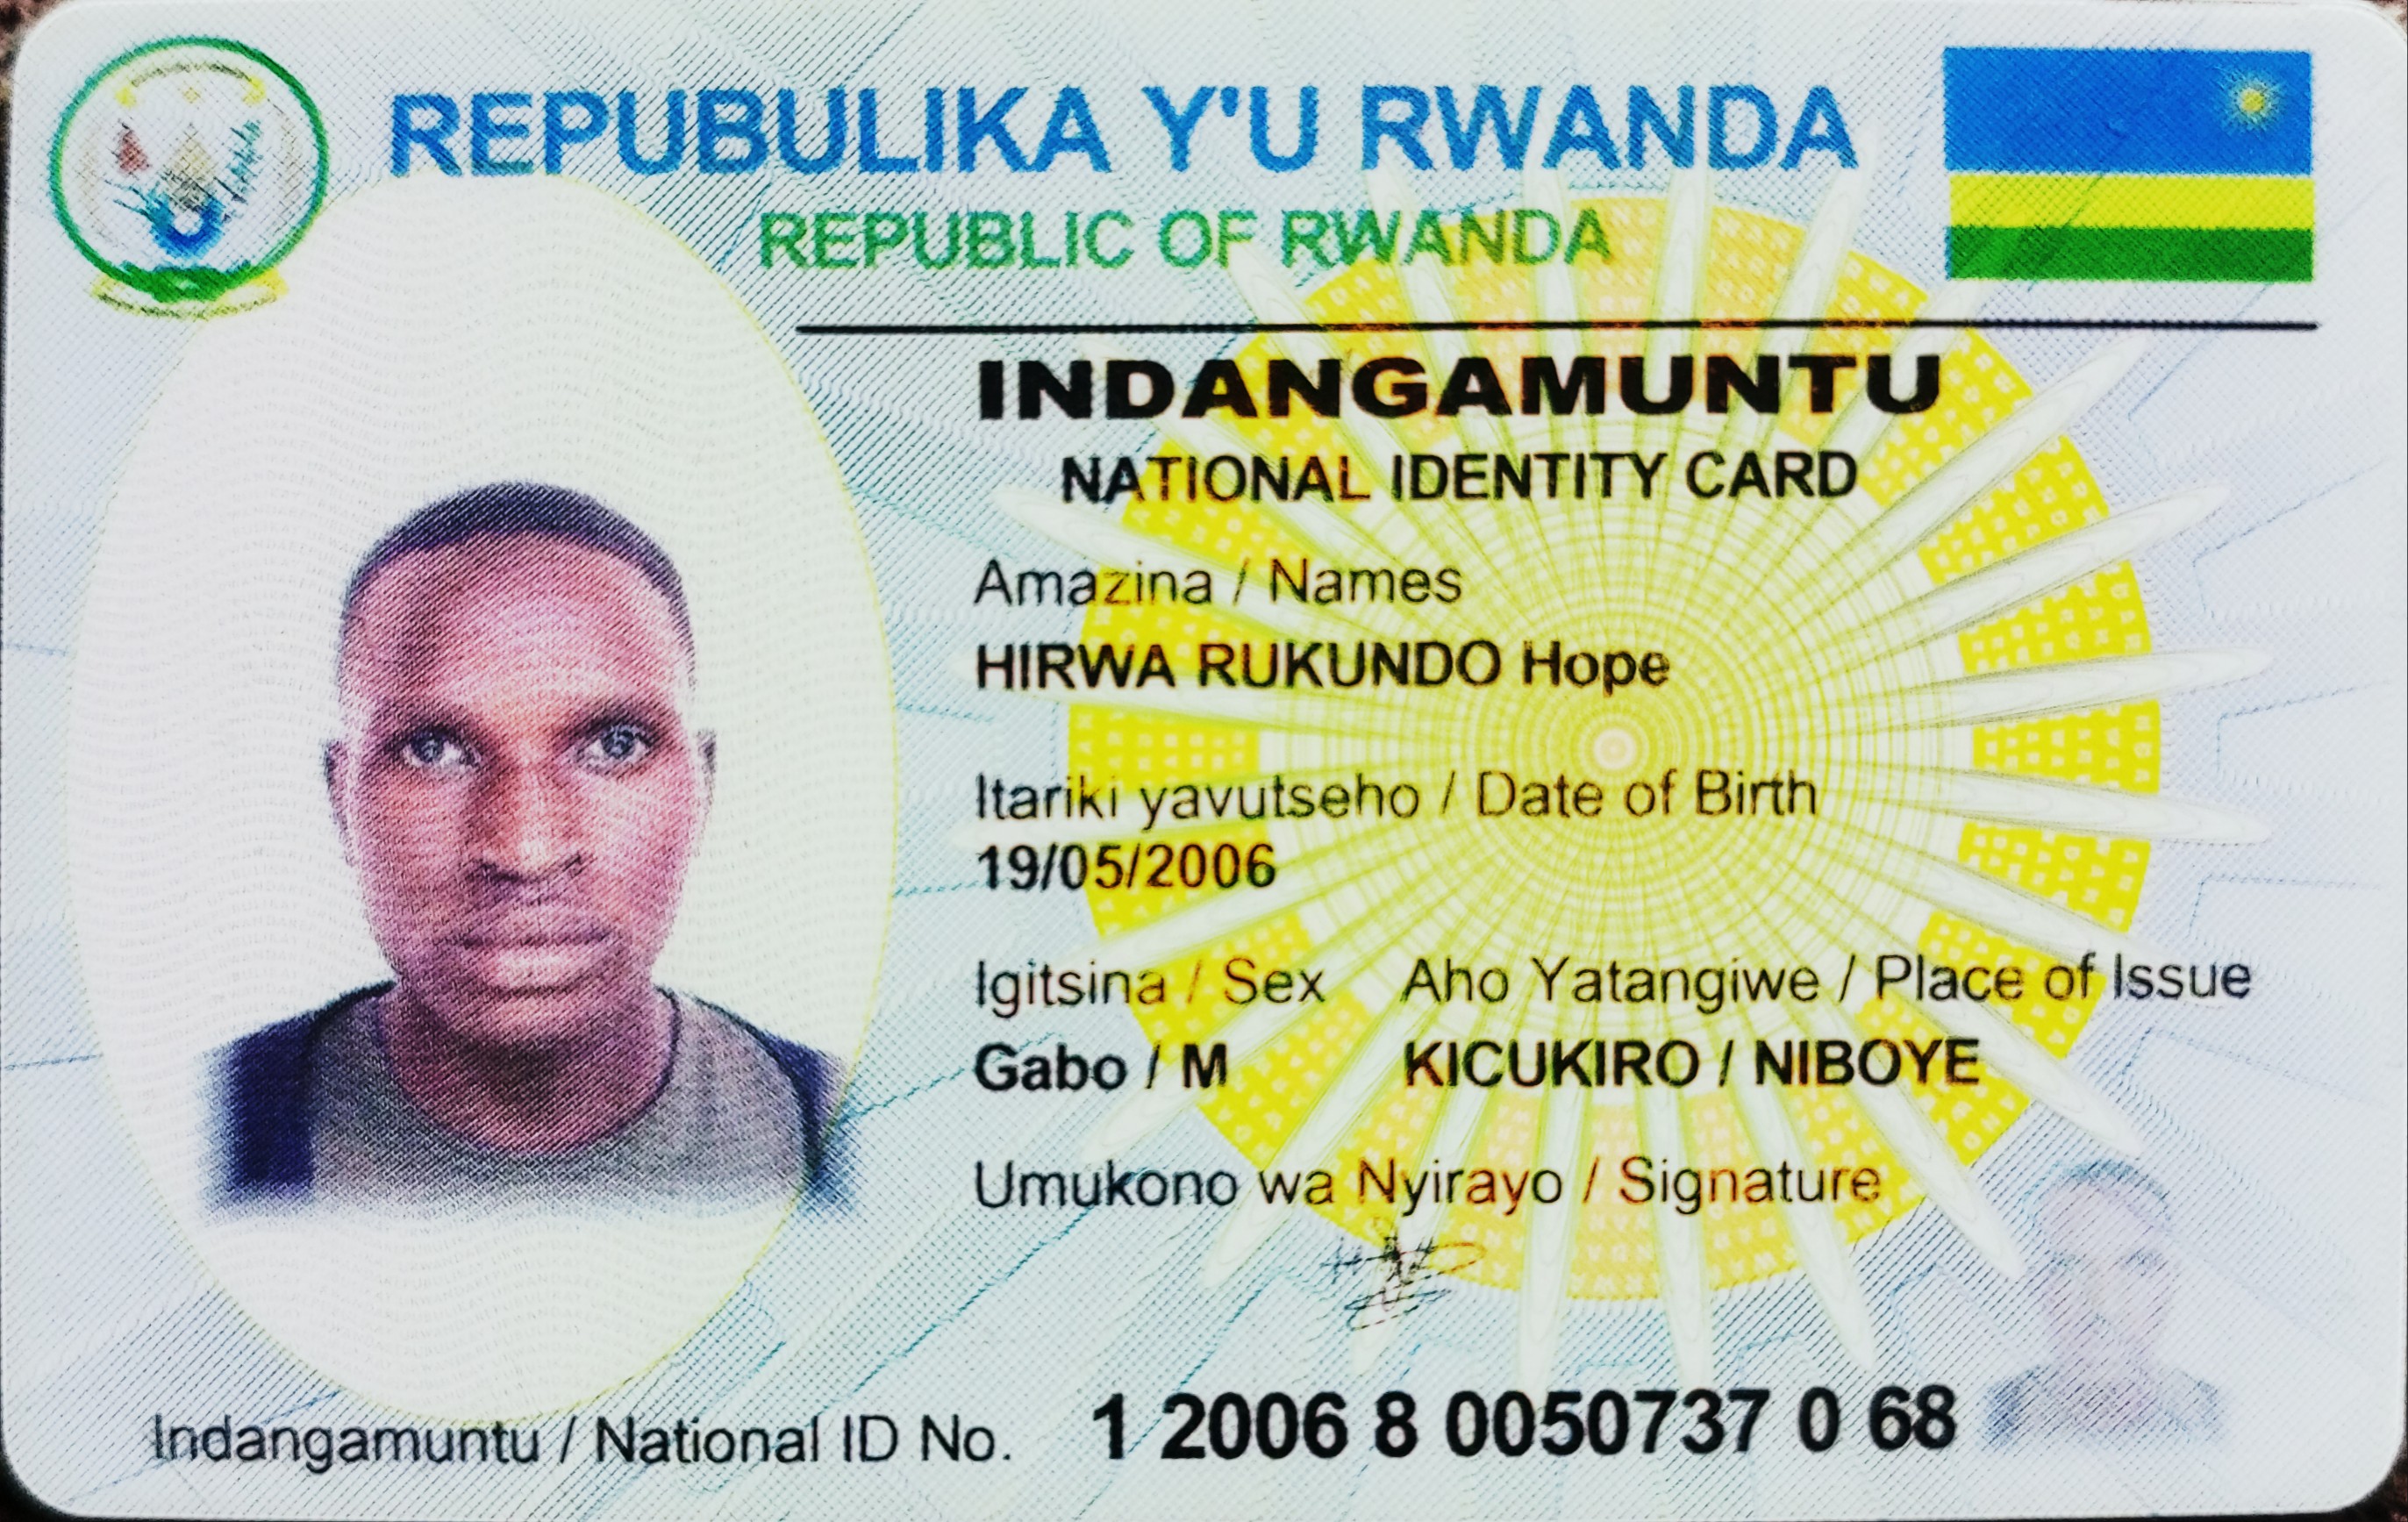 REPUBULIKA Y'U RWANDA
REPUBLIC OF RWANDA
INDANGAMUNTU
NATIONAL IDENTITY CARD
Amazina / Names
HIRWA RUKUNDO Hope
Itariki yavutseho / Date of Birth
19/05/2006
Igitsina / Sex Aho Yatangiwe / Place of Issue
Gabo / M KICUKIRO / NIBOYE
Umukono wa Nyirayo / Signature
Indangamuntu / National ID No. 1 2006 8 0050737 0 68